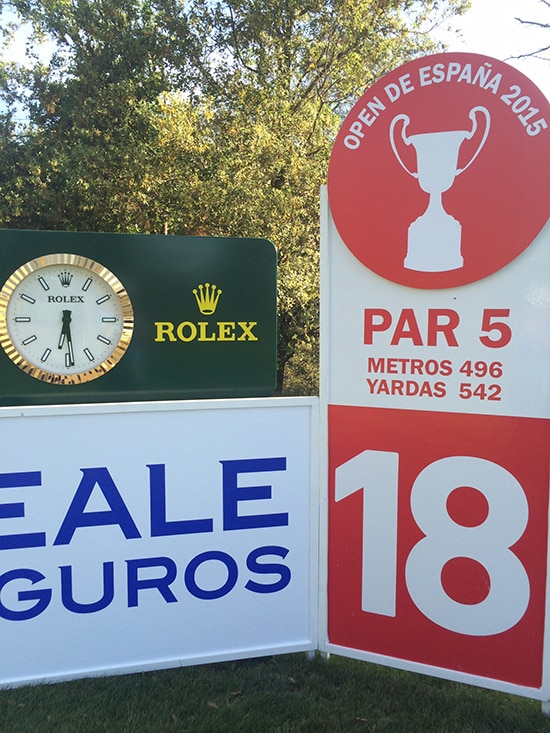 OPEN DE ESPAÑA 2015
ROLEX
ROLEX
PAR 5
METROS 496
YARDAS 542
EALE
GUROS
18